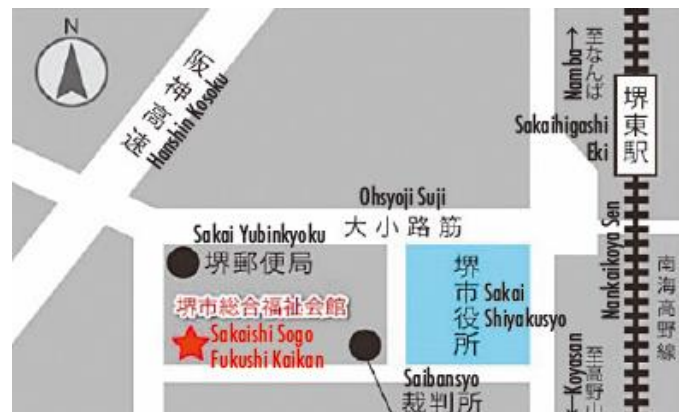 N
阪神高速
Hanshin Kosoku
Namba→
至なんば
堺東駅
Sakaihigashi
Eki
Ohsyoji Suji
大小路筋
Sakai Yubinkyoku
堺郵便局
堺市総合福祉会館
Sakaishi Sogo
Fukushi Kaikan
堺市役所
Sakai
Shiyakusyo
Nankaikoya Sen
南海高野線
Saibansyo
裁判所
←Koyasan
至高野山